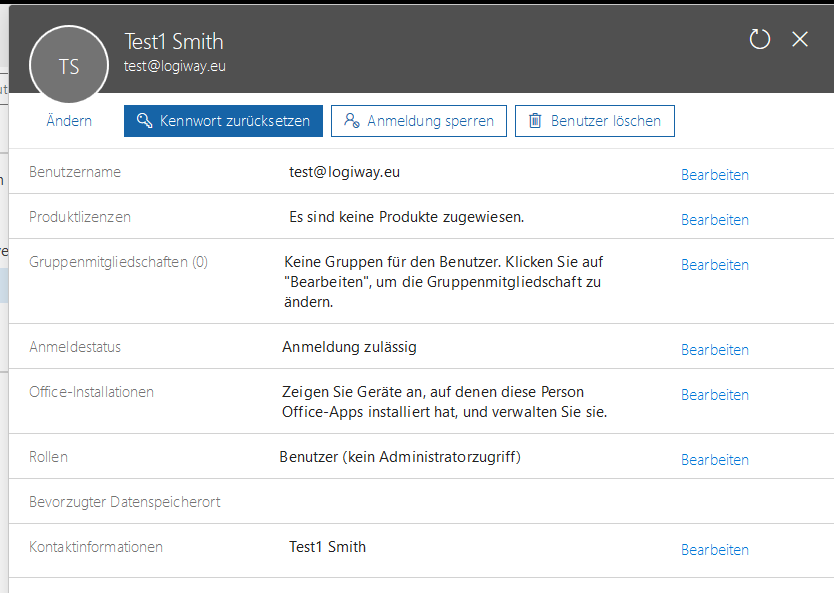 Test1 Smith
TS
test@logiway.eu
Ändern
Kennwort zurücksetzen
Anmeldung sperren
Benutzer löschen
Benutzername
test@logiway.eu
Bearbeiten
Produktlizenzen
Es sind keine Produkte zugewiesen.
Bearbeiten
Gruppenmitgliedschaften (0)
Keine Gruppen für den Benutzer. Klicken Sie auf
"Bearbeiten", um die Gruppenmitgliedschaft zu
ändern.
Bearbeiten
Anmeldestatus
Anmeldung zulässig
Bearbeiten
Office-Installationen
Zeigen Sie Geräte an, auf denen diese Person
Office-Apps installiert hat, und verwalten Sie sie.
Bearbeiten
Rollen
Benutzer (kein Administratorzugriff)
Bearbeiten
Bevorzugter Datenspeicherort
Kontaktinformationen
Test1 Smith
Bearbeiten